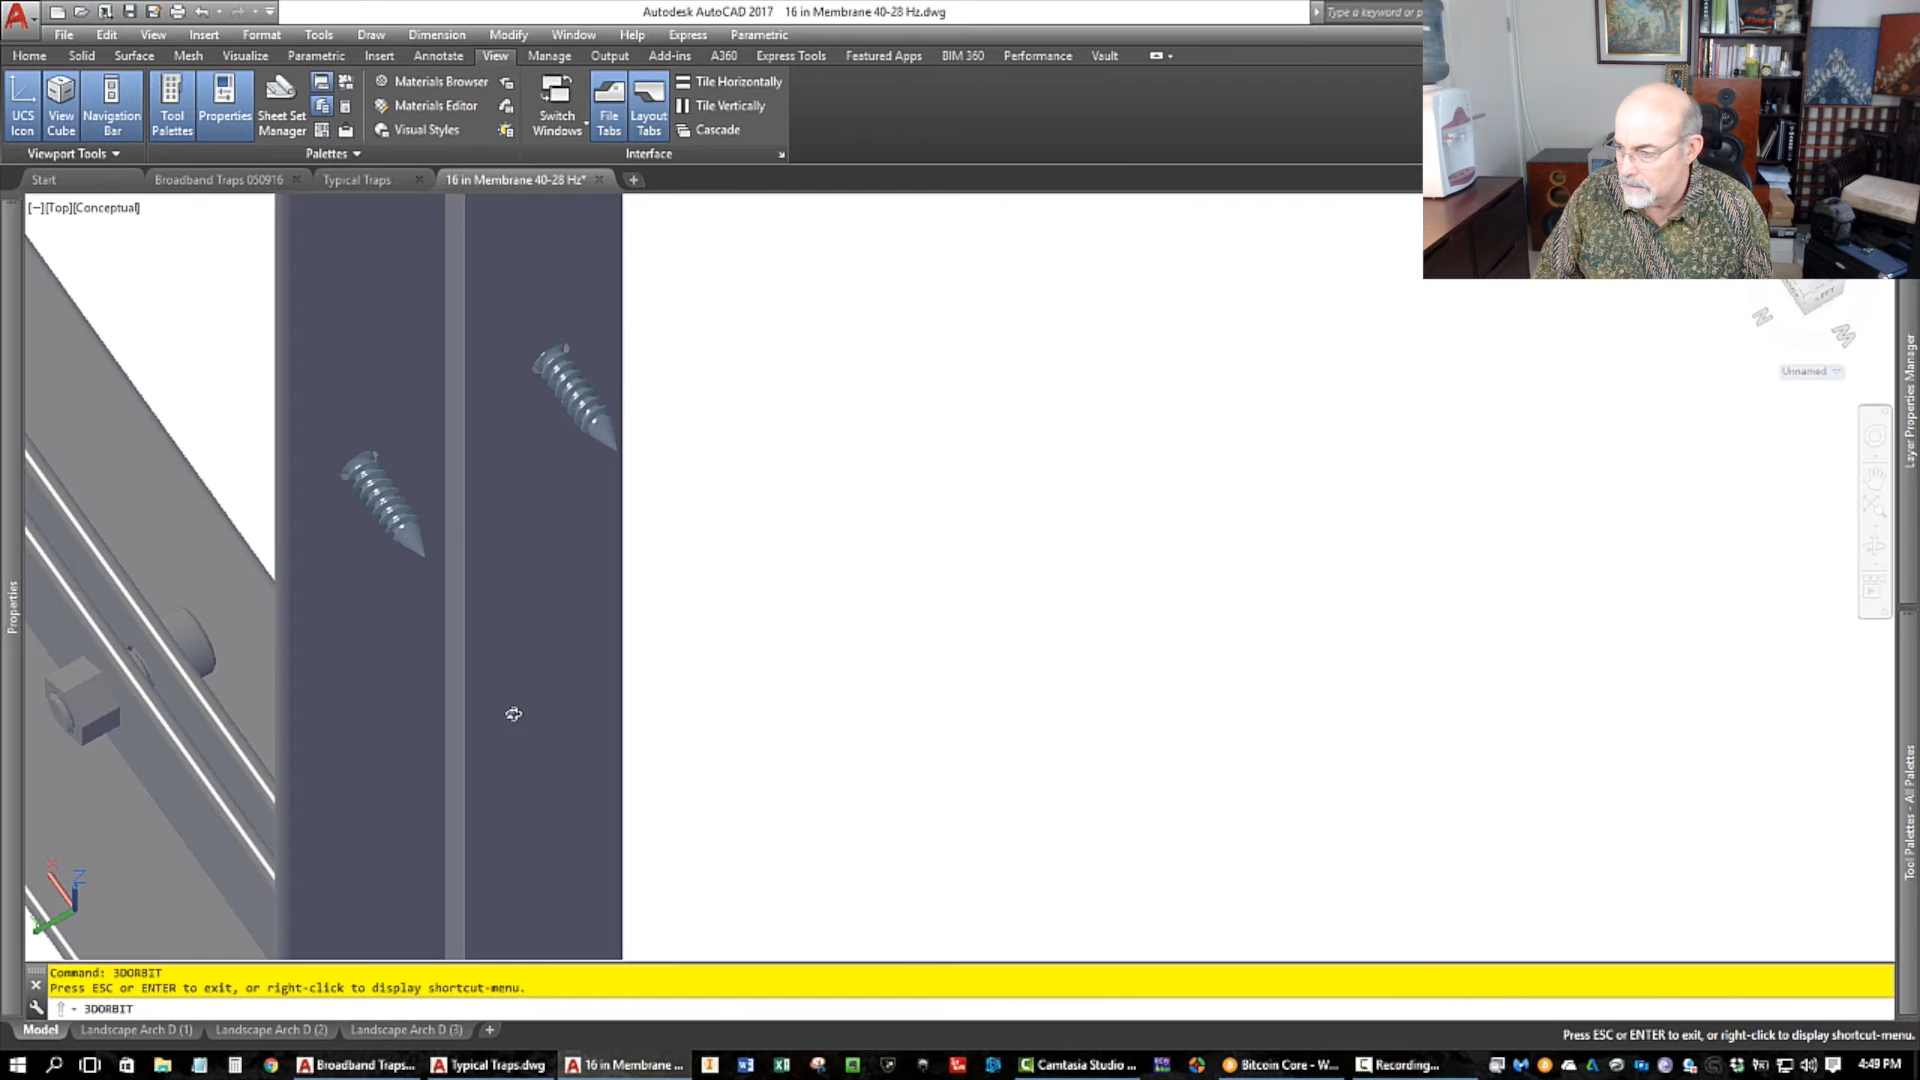 Autodesk AutoCAD 2017 16 in Membrane 40-28 Hz.dwg
Type a keyword or p
File Edit View Insert Format Tools Draw Dimension Modify Window Help Express Parametric
Home Solid Surface Mesh Visualize Parametric Insert Annotate View Manage Output Add-ins A360 Express Tools Featured Apps BIM 360 Performance Vault
UCS Icon
View Cube
Navigation Bar
Tool Palettes
Properties
Sheet Set Manager
Materials Browser
Materials Editor
Visual Styles
Switch Windows
File Tabs
Layout Tabs
Tile Horizontally
Tile Vertically
Cascade
Viewport Tools
Palettes
Interface
Start
Broadband Traps 050916
Typical Traps
16 in Membrane 40-28 Hz*
[−][Top][Conceptual]
LEFT
Unnamed
Properties
Layer Properties Manager
Tool Palettes - All Palettes
X
Z
Command: 3DORBIT
Press ESC or ENTER to exit, or right-click to display shortcut-menu.
3DORBIT
Model
Landscape Arch D (1)
Landscape Arch D (2)
Landscape Arch D (3)
Press ESC or ENTER to exit, or right-click to display shortcut-menu.
Broadband Traps...
Typical Traps.dwg
16 in Membrane ...
Camtasia Studio ...
Bitcoin Core - W...
Recording...
4:49 PM